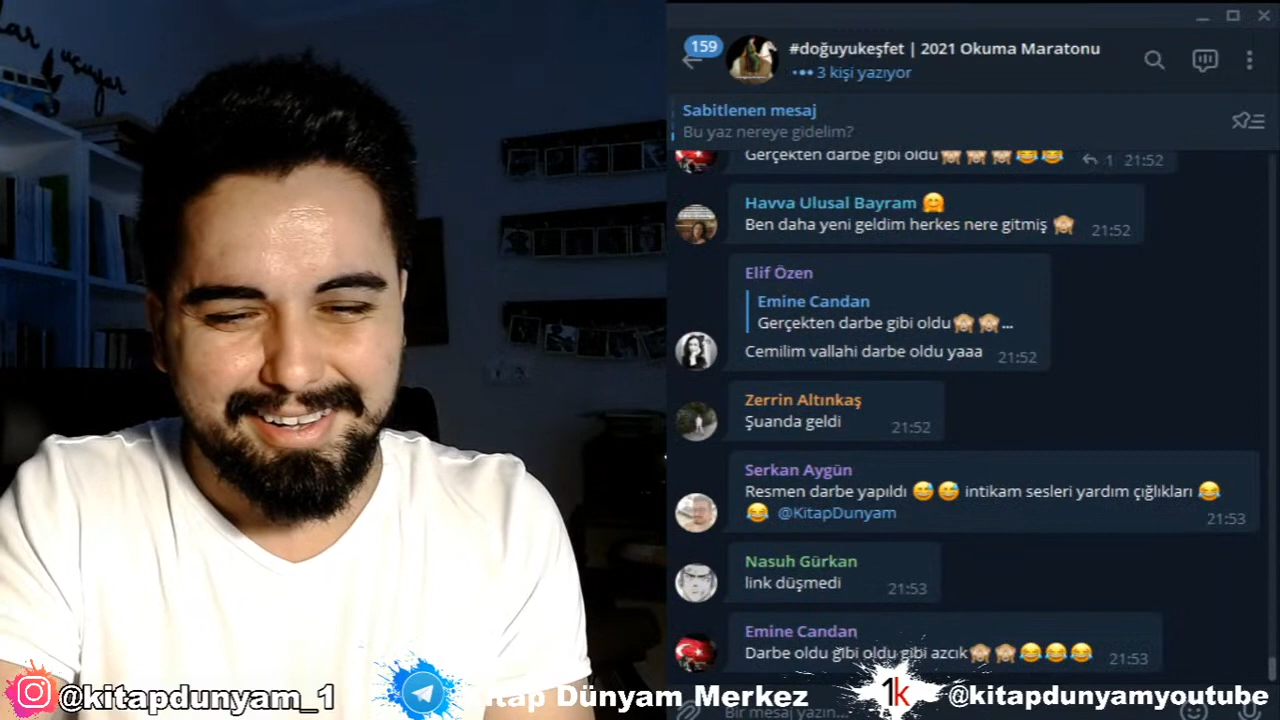 uçuyor
159
#doğuyukeşfet | 2021 Okuma Maratonu
3 kişi yazıyor
Sabitlenen mesaj
Bu yaz nereye gidelim?
Gerçekten darbe gibi oldu🙈🙈🙈😂😂 1 21:52
Havva Ulusal Bayram 🤗
Ben daha yeni geldim herkes nere gitmiş 🙈 21:52
Elif Özen
Emine Candan
Gerçekten darbe gibi oldu🙈🙈...
Cemilim vallahi darbe oldu yaaa 21:52
Zerrin Altınkaş
Şuanda geldi 21:52
Serkan Aygün
Resmen darbe yapıldı 😅😅 intikam sesleri yardım çığlıkları 😂
😂 @KitapDunyam 21:53
Nasuh Gürkan
link düşmedi 21:53
Emine Candan
Darbe oldu gibi oldu gibi azcık🙈🙈😂😂😂 21:53
Bir mesaj yazın...
@kitapdunyam_1
Kitap Dünyam Merkez
1k
@kitapdunyamyoutube